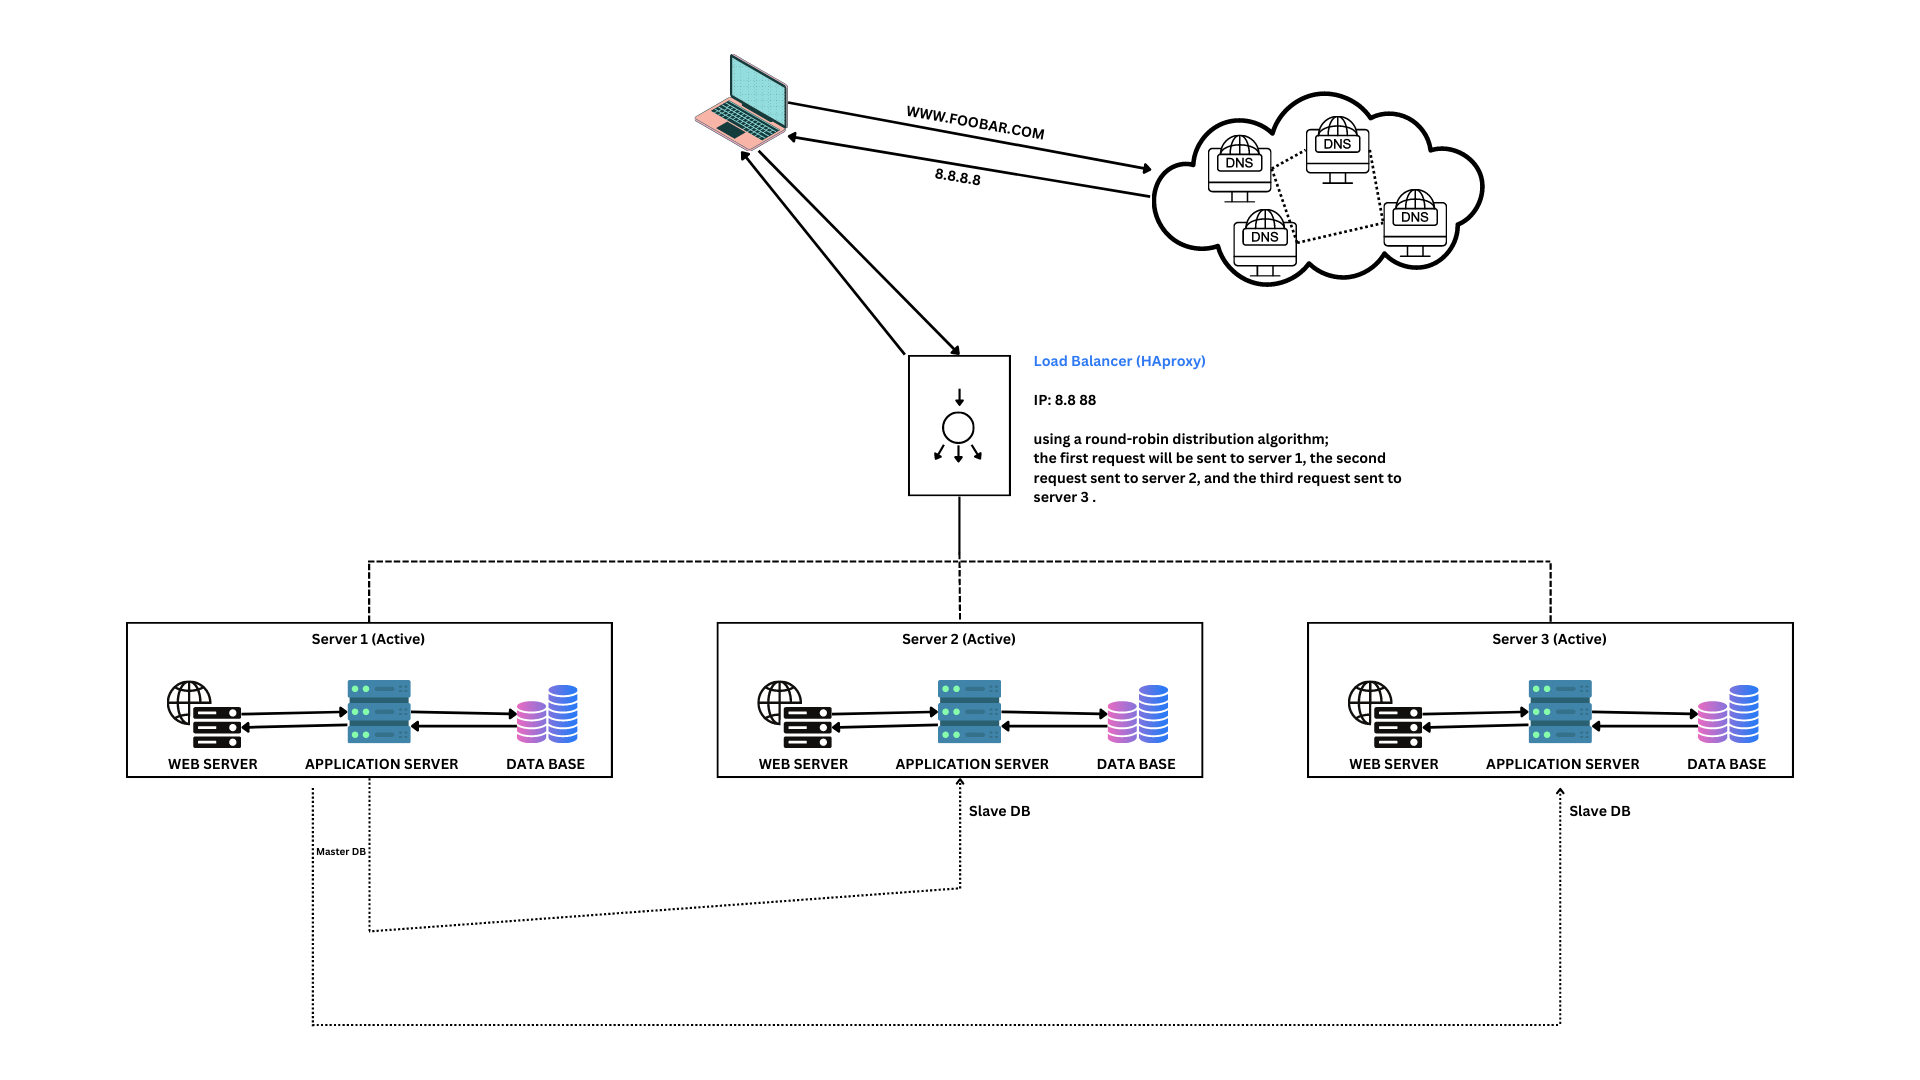 WWW.FOOBAR.COM
8.8.8.8
DNS
DNS
DNS
DNS
Load Balancer (HAproxy)
IP: 8.8 88
using a round-robin distribution algorithm;
the first request will be sent to server 1, the second
request sent to server 2, and the third request sent to
server 3 .
Server 1 (Active)
WEB SERVER
APPLICATION SERVER
DATA BASE
Server 2 (Active)
WEB SERVER
APPLICATION SERVER
DATA BASE
Server 3 (Active)
WEB SERVER
APPLICATION SERVER
DATA BASE
Master DB
Slave DB
Slave DB